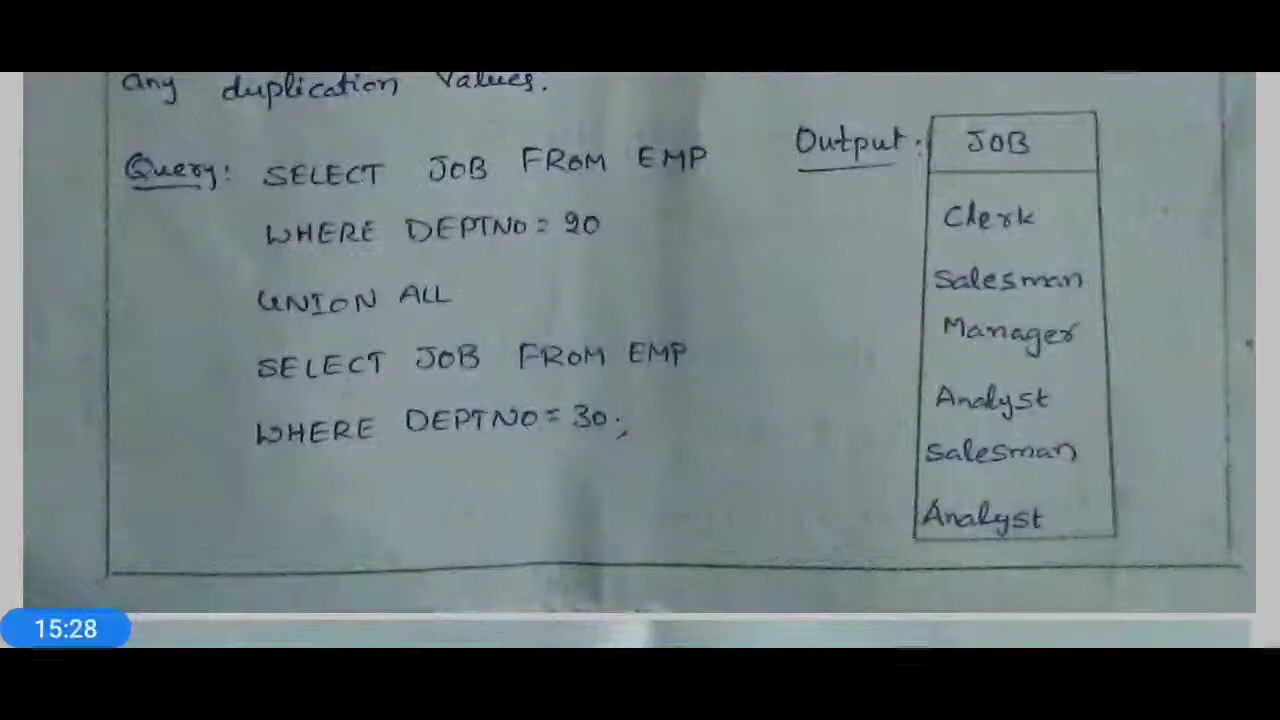 any duplication values.
Query: SELECT JOB FROM EMP
WHERE DEPTNO = 20
UNION ALL
SELECT JOB FROM EMP
WHERE DEPTNO = 30;
Output:
JOB
Clerk
Salesman
Manager
Analyst
Salesman
Analyst
15:28